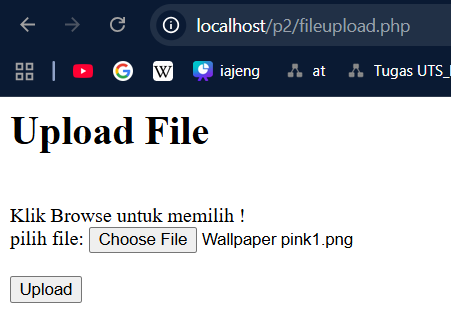 localhost/p2/fileupload.php
iajeng at Tugas UTS_
Upload File
Klik Browse untuk memilih !
pilih file: Choose File Wallpaper pink1.png
Upload